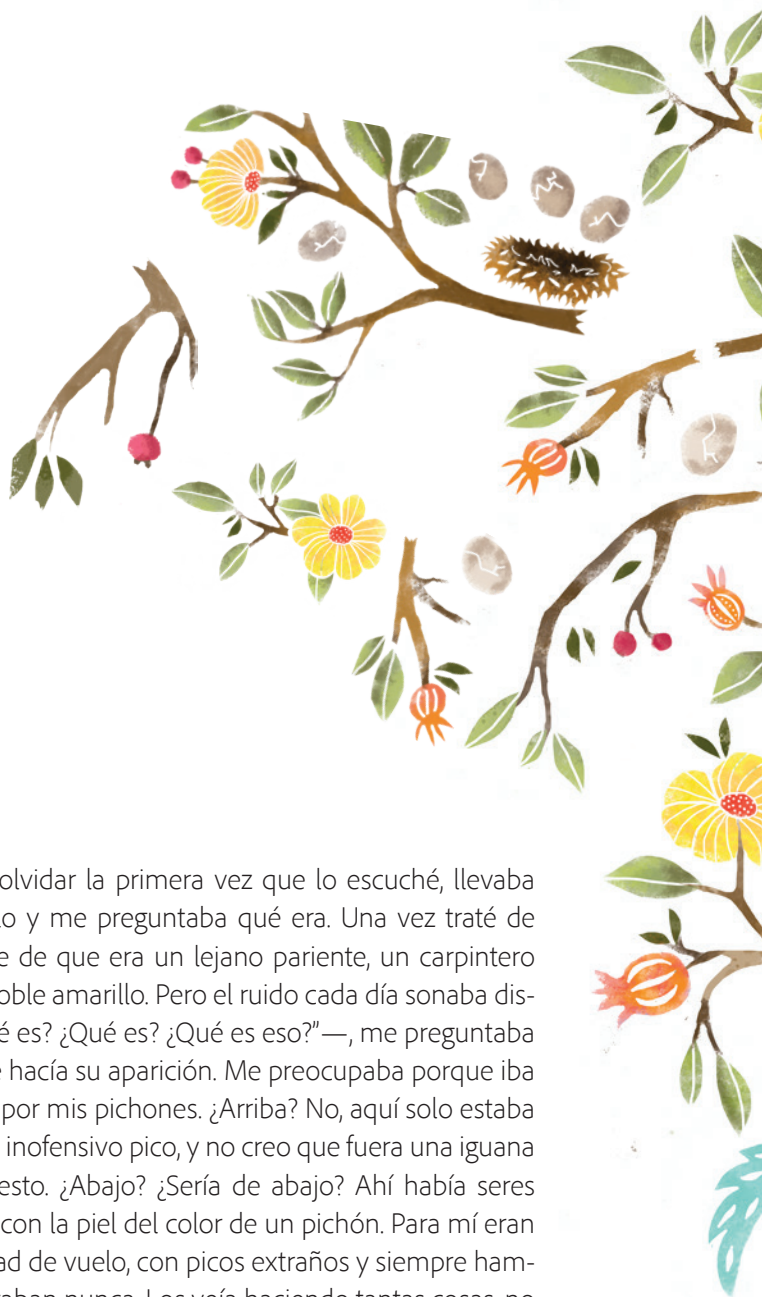 olvidar la primera vez que lo escuché, llevaba
lo y me preguntaba qué era. Una vez traté de
e de que era un lejano pariente, un carpintero
oble amarillo. Pero el ruido cada día sonaba dis-
é es? ¿Qué es? ¿Qué es eso?”—, me preguntaba
e hacía su aparición. Me preocupaba porque iba
por mis pichones. ¿Arriba? No, aquí solo estaba
inofensivo pico, y no creo que fuera una iguana
esto. ¿Abajo? ¿Sería de abajo? Ahí había seres
con la piel del color de un pichón. Para mí eran
ad de vuelo, con picos extraños y siempre ham-